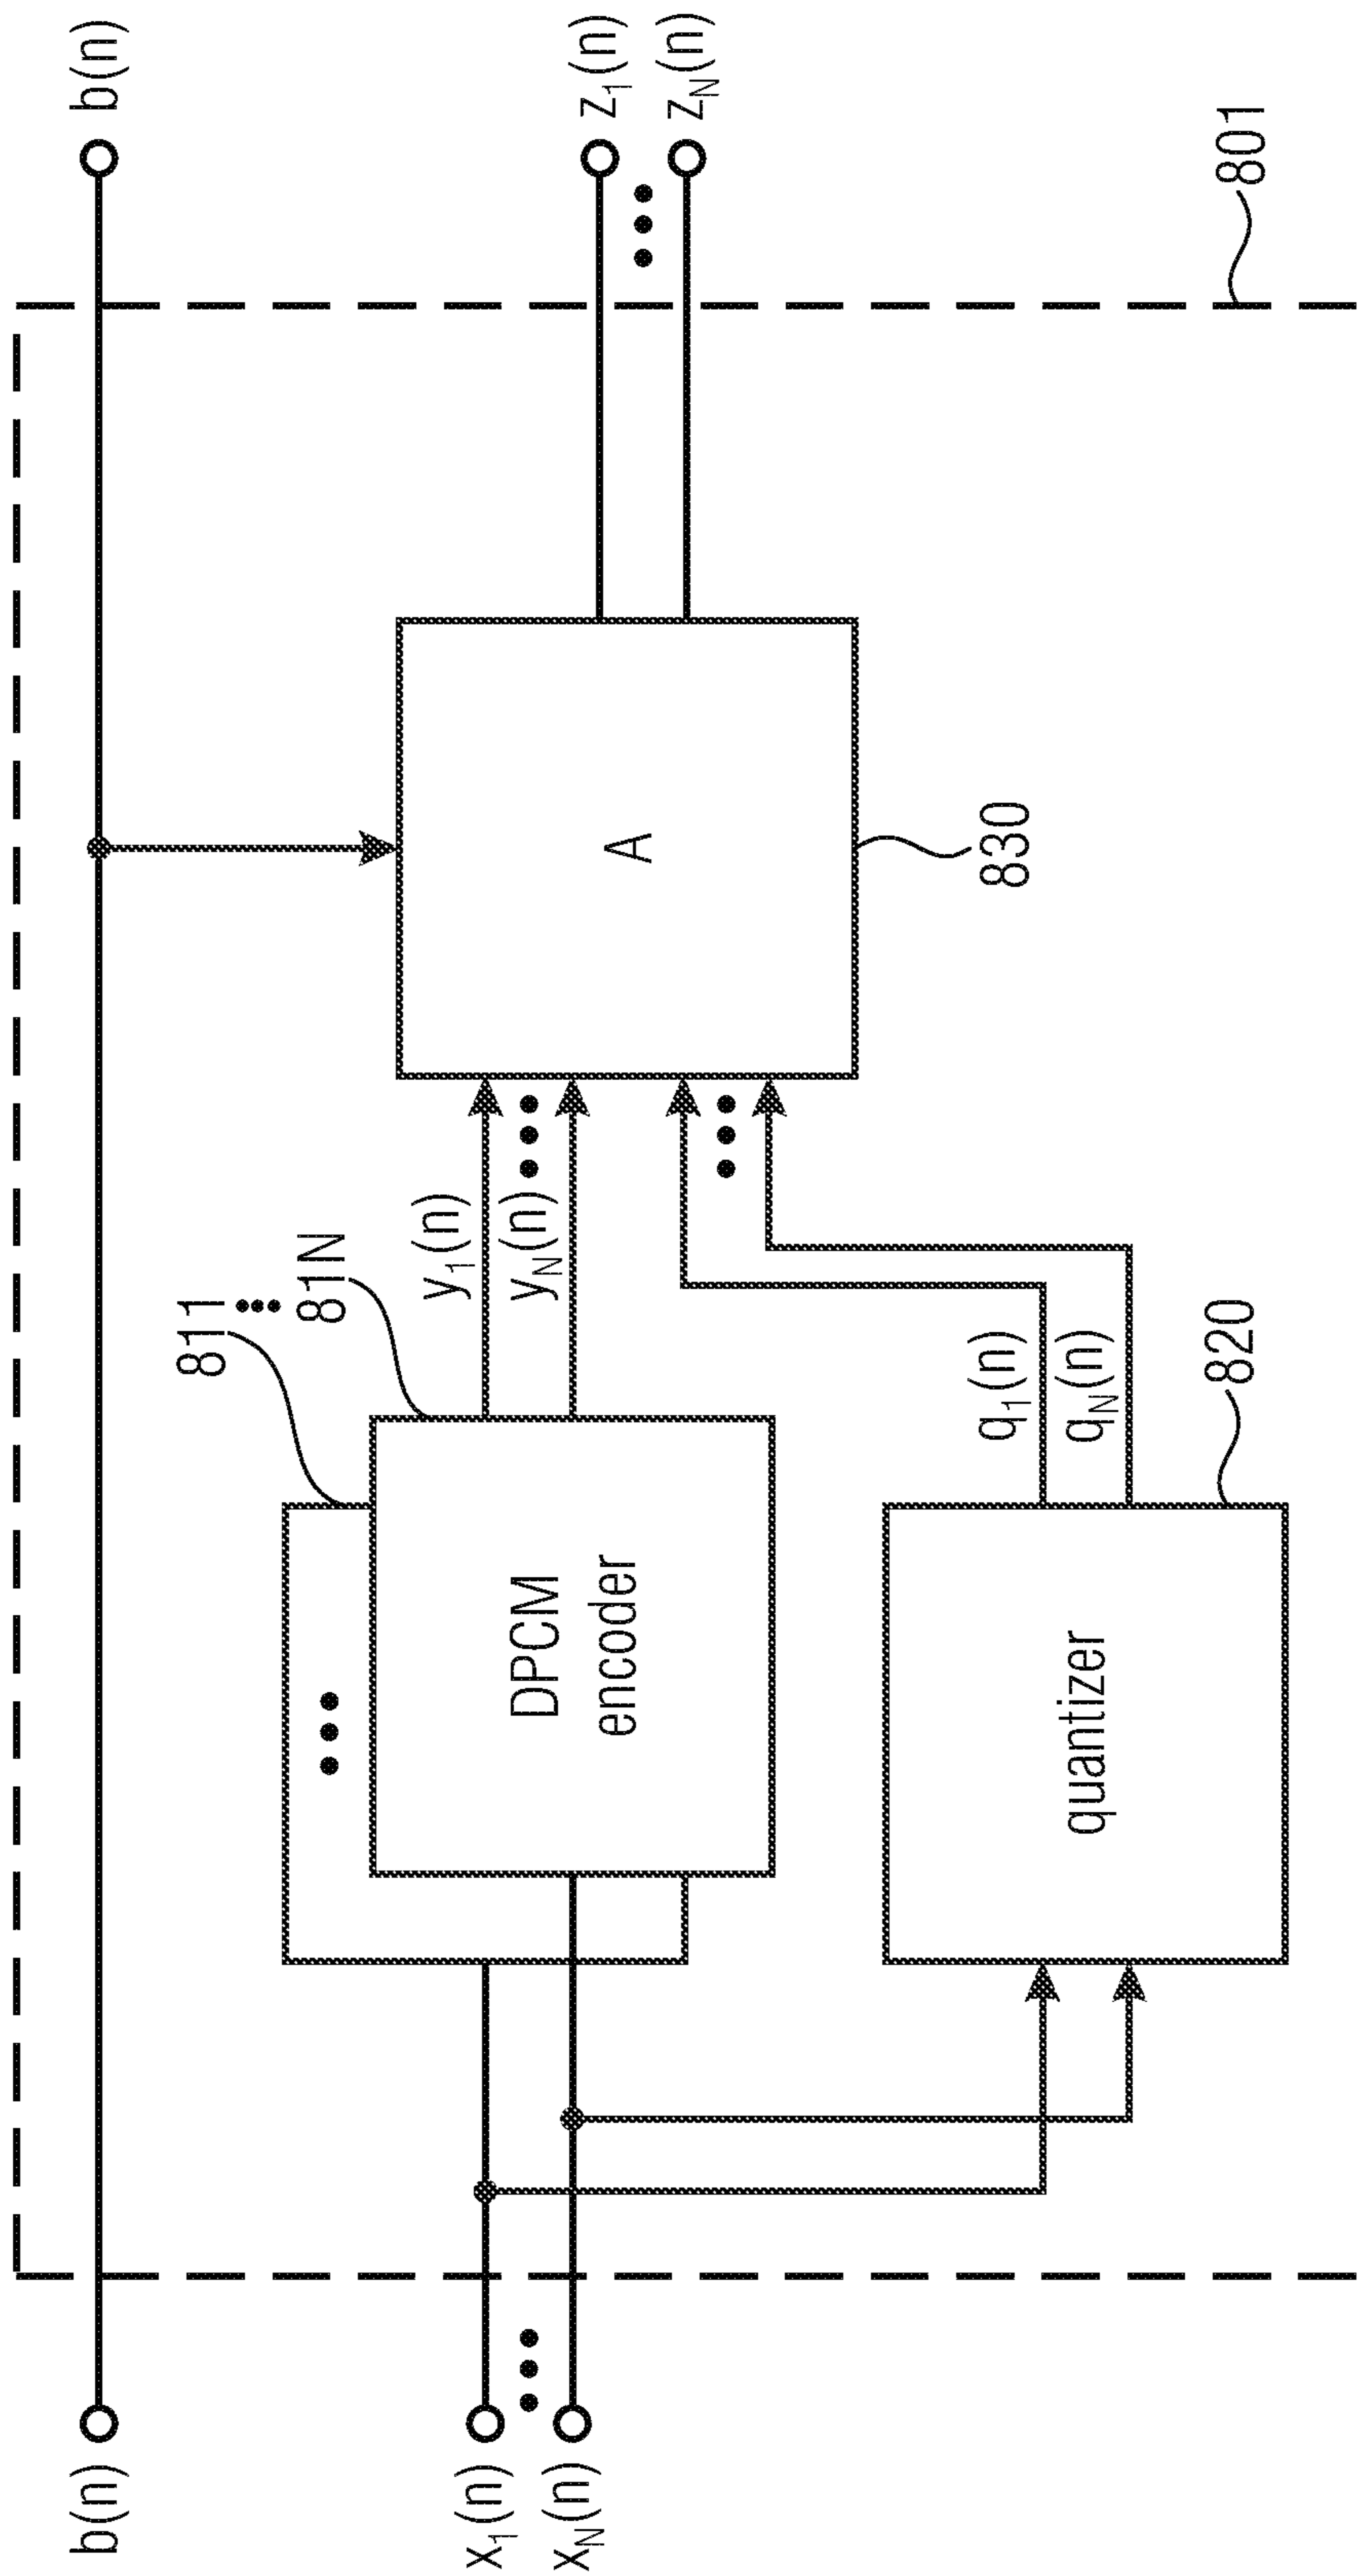 b(n)
b(n)
811
81N
x₁(n)
xN(n)
DPCM
encoder
y₁(n)
yN(n)
A
z₁(n)
zN(n)
830
quantizer
q₁(n)
qN(n)
820
801